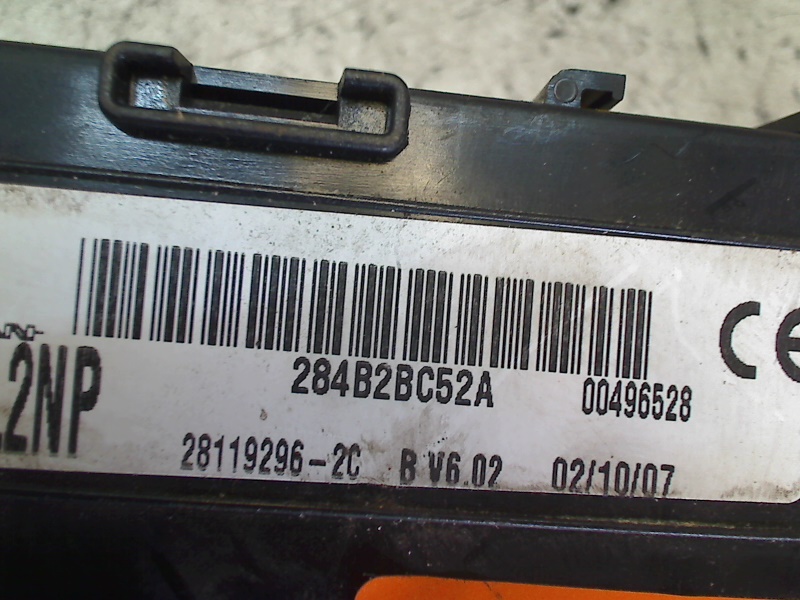 284B2BC52A 00496528
2NP
28119296-2C B V6.02 02/10/07
CE